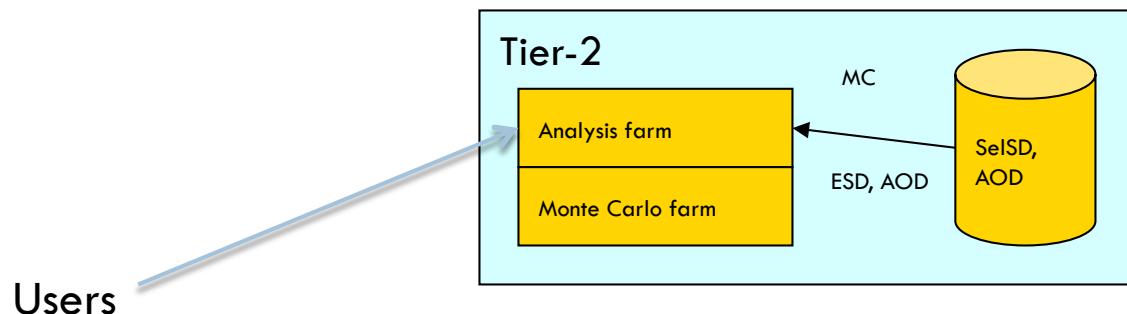 Tier-2
MC
Analysis farm
SelSD,
AOD
ESD, AOD
Monte Carlo farm
Users